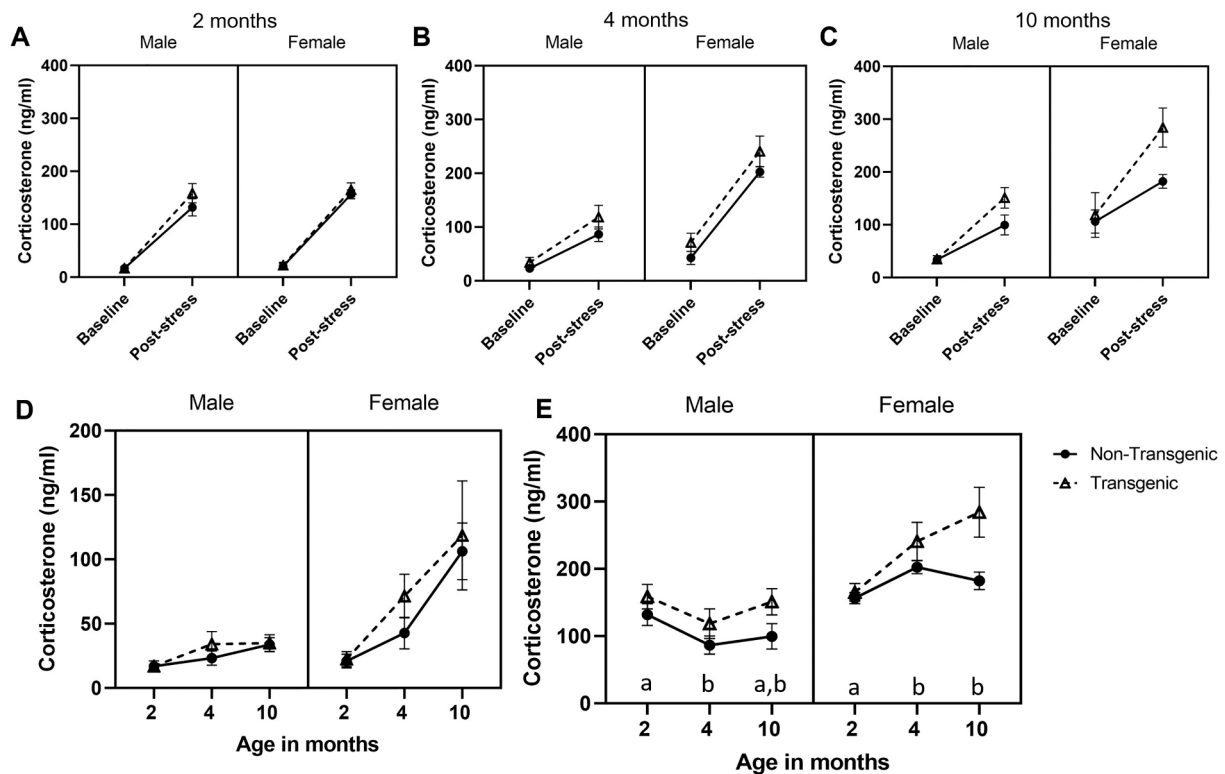 A
2 months
Male
Female
Corticosterone (ng/ml)
400
300
200
100
0
Baseline
Post-stress
Baseline
Post-stress
B
4 months
Male
Female
Corticosterone (ng/ml)
400
300
200
100
0
Baseline
Post-stress
Baseline
Post-stress
C
10 months
Male
Female
Corticosterone (ng/ml)
400
300
200
100
0
Baseline
Post-stress
Baseline
Post-stress
D
Male
Female
Corticosterone (ng/ml)
200
150
100
50
0
2 4 10 2 4 10
Age in months
E
Male
Female
Corticosterone (ng/ml)
400
300
200
100
0
a b a,b a b b
2 4 10 2 4 10
Age in months
Non-Transgenic
Transgenic